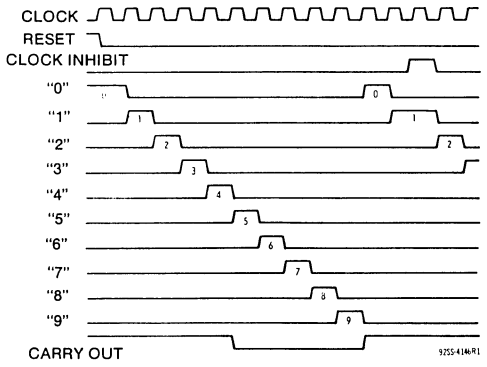 CLOCK
RESET
CLOCK INHIBIT
"0" 0
"1" 1 1
"2" 2 2
"3" 3
"4" 4
"5" 5
"6" 6
"7" 7
"8" 8
"9" 9
CARRY OUT
92SS-4146R1